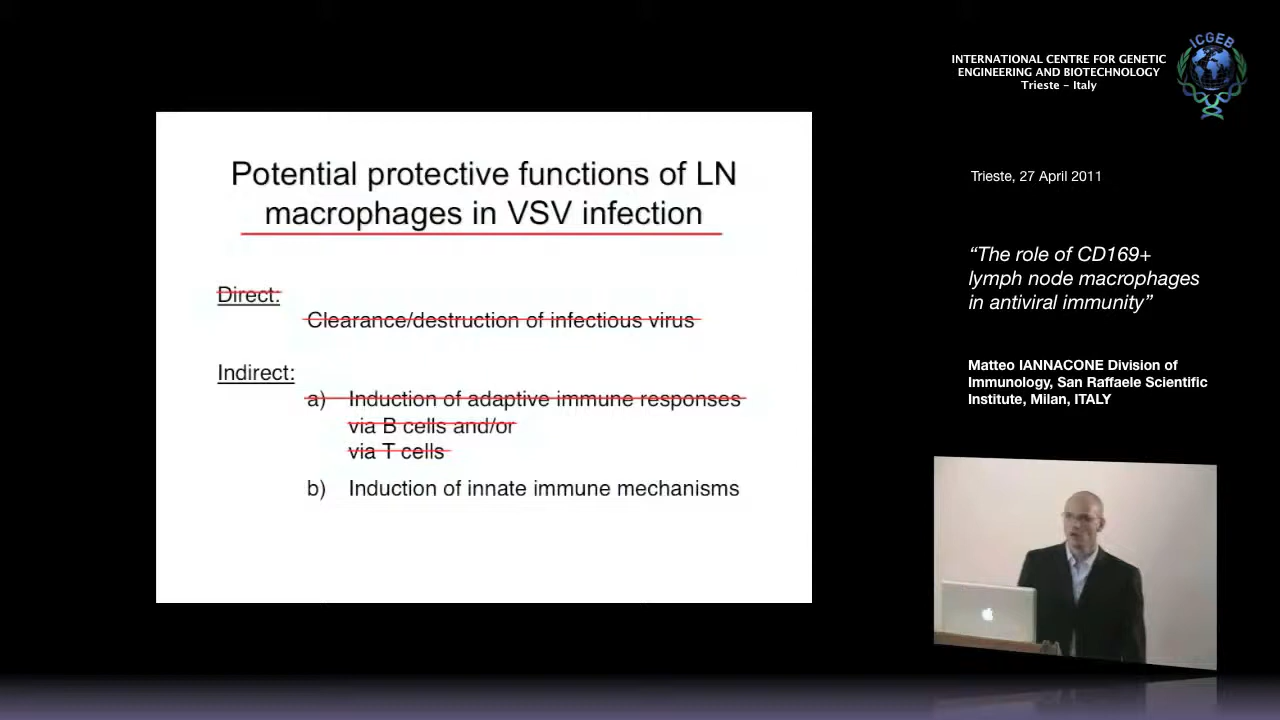 ICGEB
INTERNATIONAL CENTRE FOR GENETIC
ENGINEERING AND BIOTECHNOLOGY
Trieste - Italy
Trieste, 27 April 2011
“The role of CD169+
lymph node macrophages
in antiviral immunity”
Matteo IANNACONE Division of
Immunology, San Raffaele Scientific
Institute, Milan, ITALY
Potential protective functions of LN
macrophages in VSV infection
Direct:
Clearance/destruction of infectious virus
Indirect:
a) Induction of adaptive immune responses
via B cells and/or
via T cells
b) Induction of innate immune mechanisms